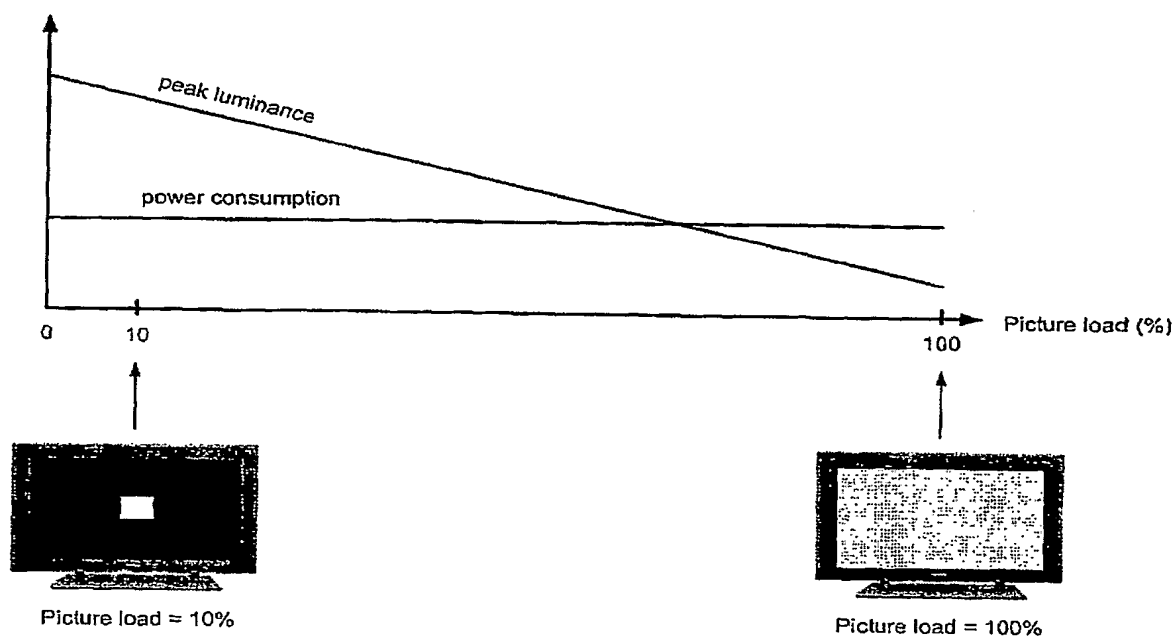 peak luminance
power consumption
0
10
100
Picture load (%)
Picture load = 10%
Picture load = 100%